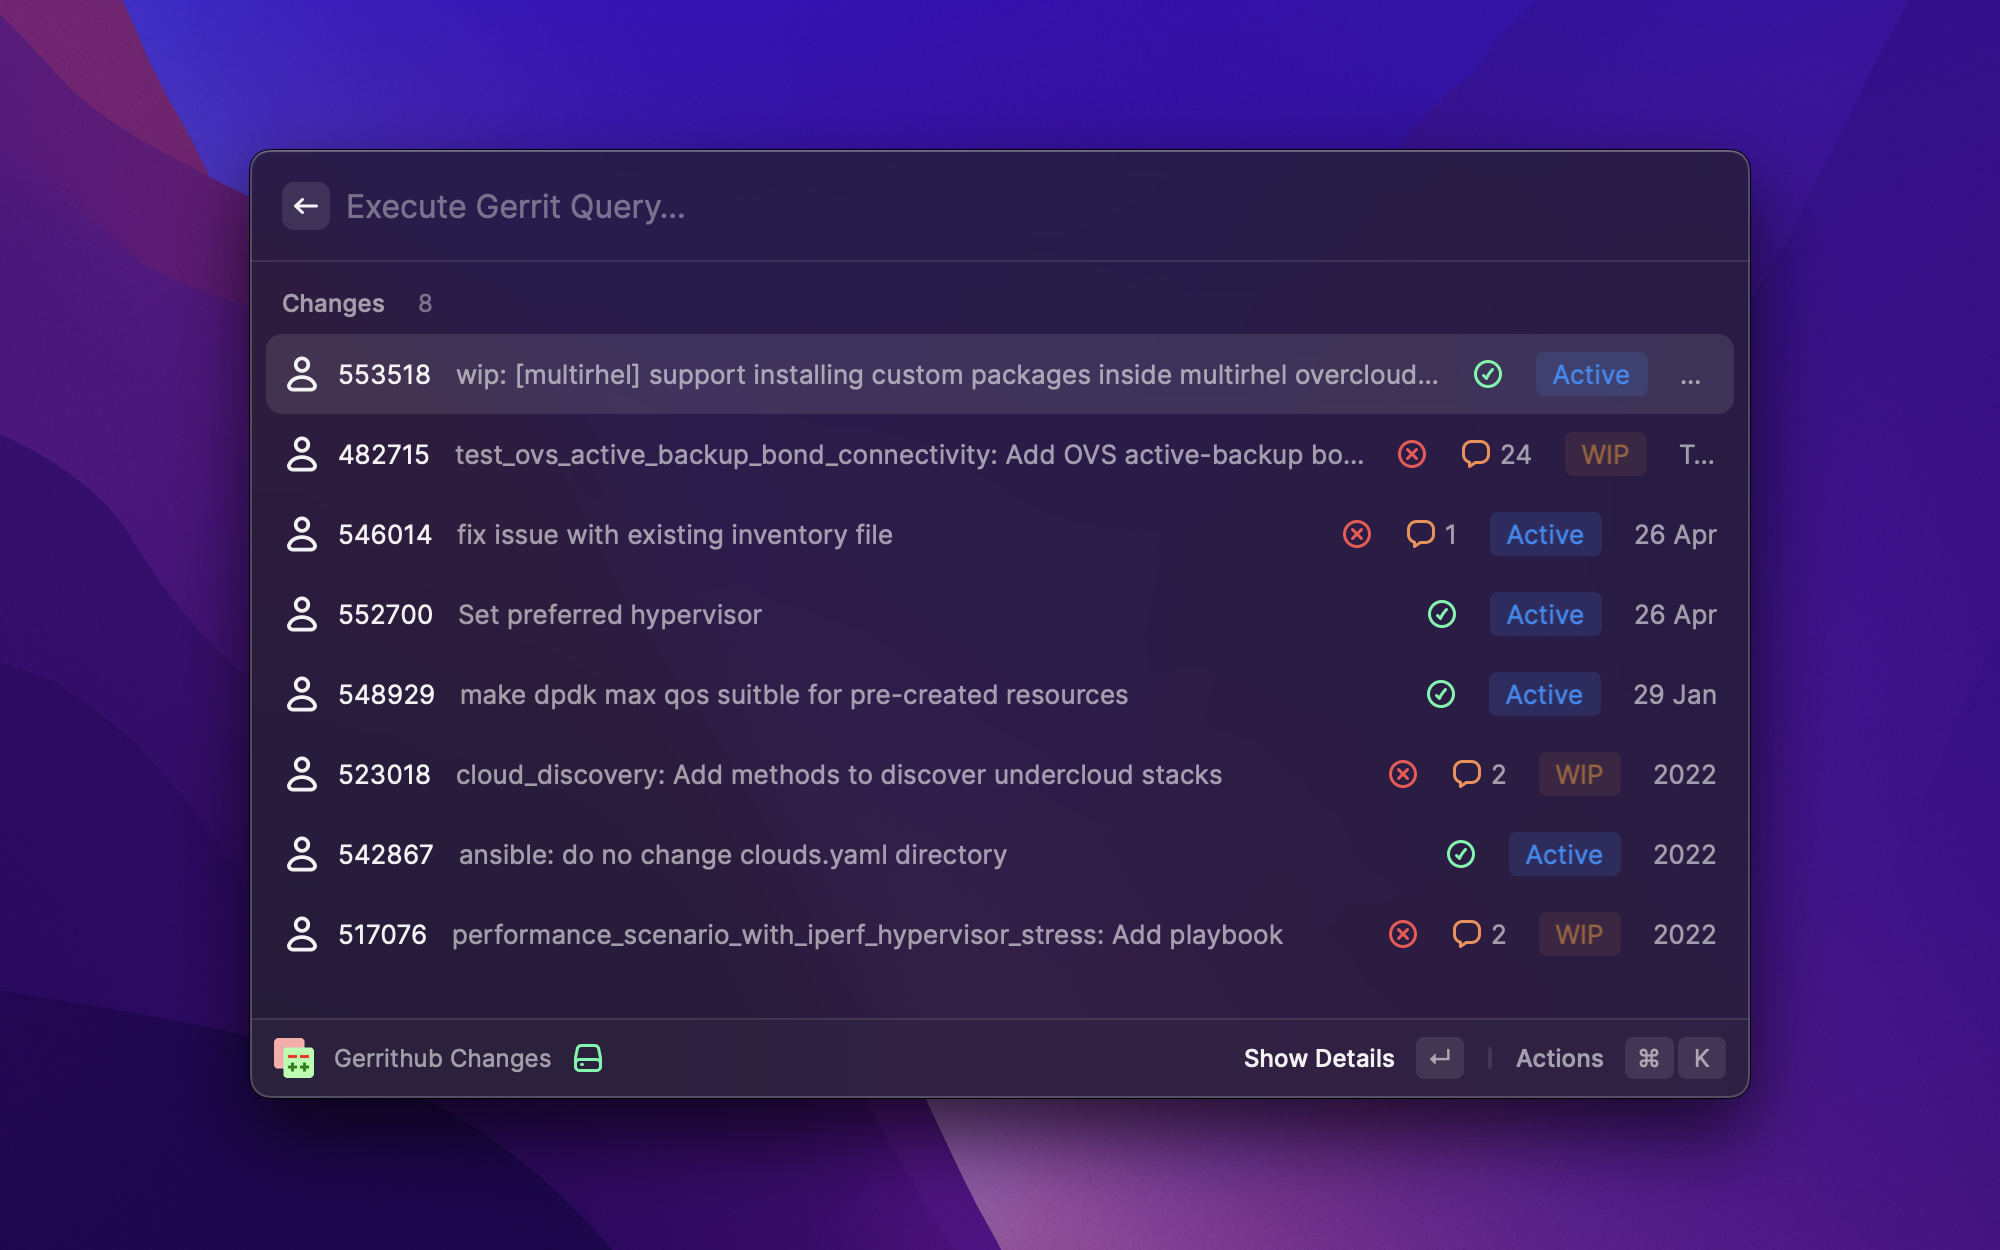 Execute Gerrit Query...
Changes 8
553518 wip: [multirhel] support installing custom packages inside multirhel overcloud... Active ...
482715 test_ovs_active_backup_bond_connectivity: Add OVS active-backup bo... 24 WIP T...
546014 fix issue with existing inventory file 1 Active 26 Apr
552700 Set preferred hypervisor Active 26 Apr
548929 make dpdk max qos suitble for pre-created resources Active 29 Jan
523018 cloud_discovery: Add methods to discover undercloud stacks 2 WIP 2022
542867 ansible: do no change clouds.yaml directory Active 2022
517076 performance_scenario_with_iperf_hypervisor_stress: Add playbook 2 WIP 2022
Gerrithub Changes Show Details ↵ Actions ⌘ K